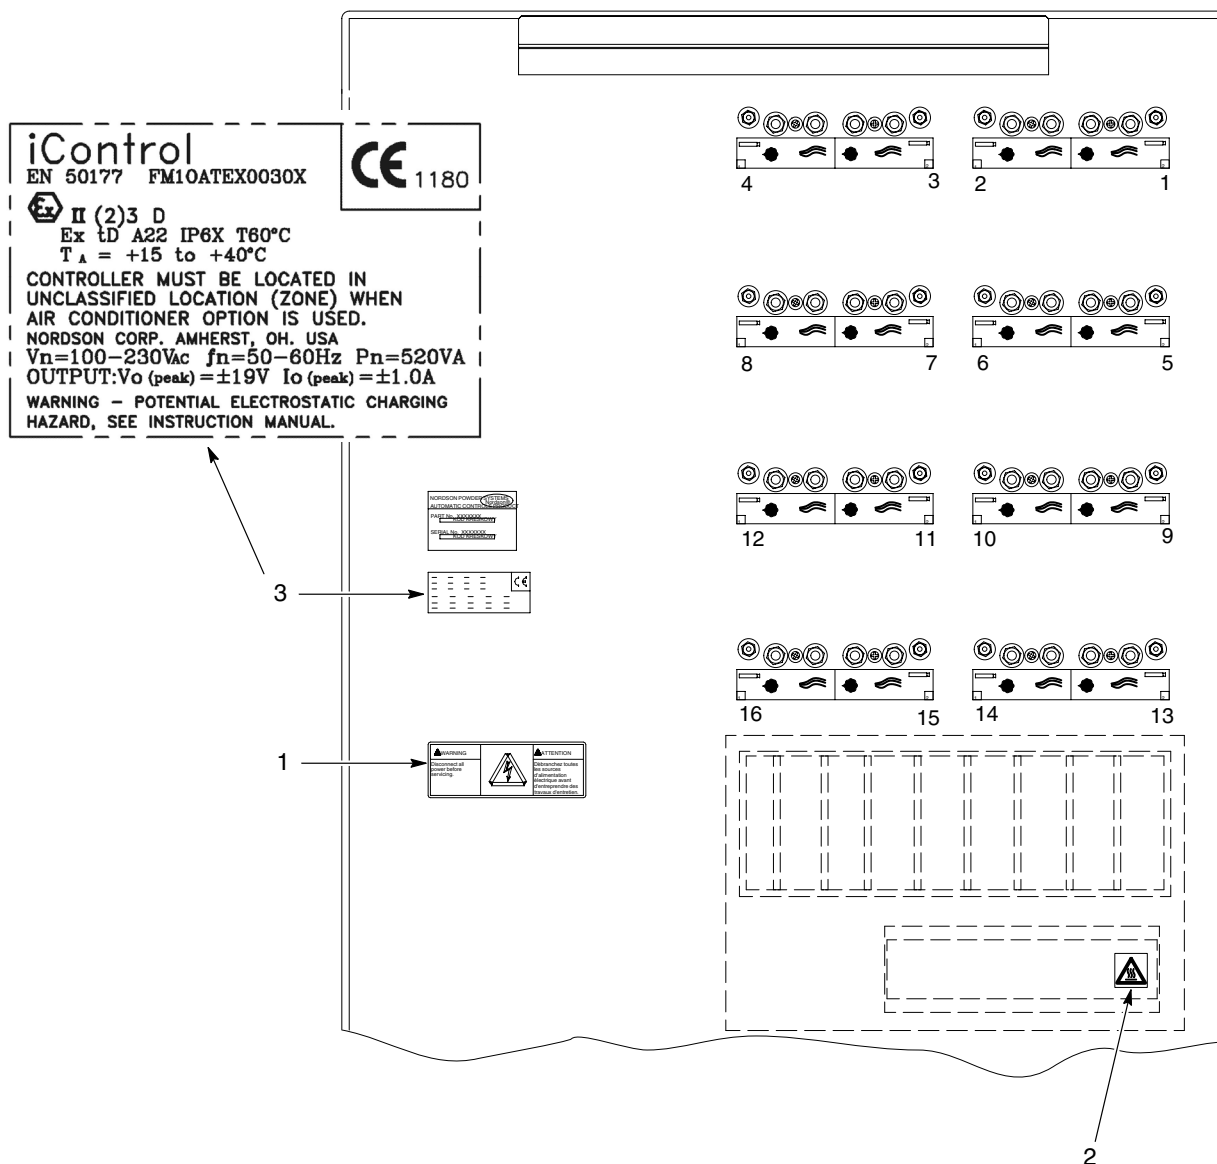 iControl
EN 50177 FM10ATEX0030X
CE 1180
Ex II (2)3 D
Ex tD A22 IP6X T60°C
TA = +15 to +40°C
CONTROLLER MUST BE LOCATED IN
UNCLASSIFIED LOCATION (ZONE) WHEN
AIR CONDITIONER OPTION IS USED.
NORDSON CORP. AMHERST, OH. USA
Vn=100-230VAC fn=50-60Hz Pn=520VA
OUTPUT:Vo (peak) =±19V Io (peak) =±1.0A
WARNING - POTENTIAL ELECTROSTATIC CHARGING
HAZARD, SEE INSTRUCTION MANUAL.
4 3 2 1
8 7 6 5
12 11 10 9
16 15 14 13
NORDSON POWDER SYSTEMS
Nordson
AUTOMATIC CONTROLS PRODUCT
PART No. XXXXXXX
SERIAL No. XXXXXXX
3
CE
1
WARNING
Disconnect all
power before
servicing.
ATTENTION
Débranchez toutes
les sources
d'alimentation
électrique avant
d'entreprendre des
travaux d'entretien.
2